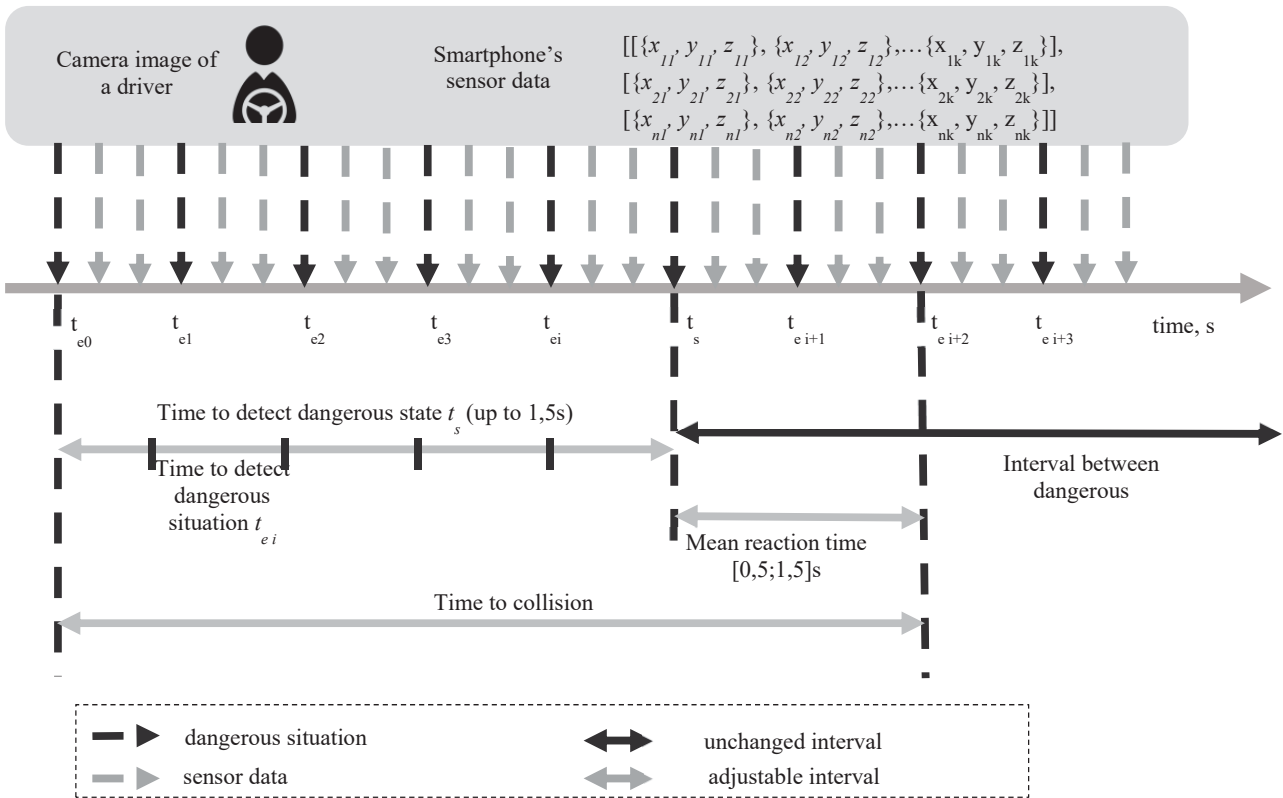 Camera image of
a driver
Smartphone's
sensor data
[[{x11, y11, z11}, {x12, y12, z12},…{x1k, y1k, z1k}],
[{x21, y21, z21}, {x22, y22, z22},…{x2k, y2k, z2k}],
[{xn1, yn1, zn1}, {xn2, yn2, zn2},…{xnk, ynk, znk}]]
te0 te1 te2 te3 tei ts te i+1 te i+2 te i+3 time, s
Time to detect dangerous state ts (up to 1,5s)
Time to detect
dangerous
situation te i
Interval between
dangerous
Mean reaction time
[0,5;1,5]s
Time to collision
dangerous situation
unchanged interval
sensor data
adjustable interval